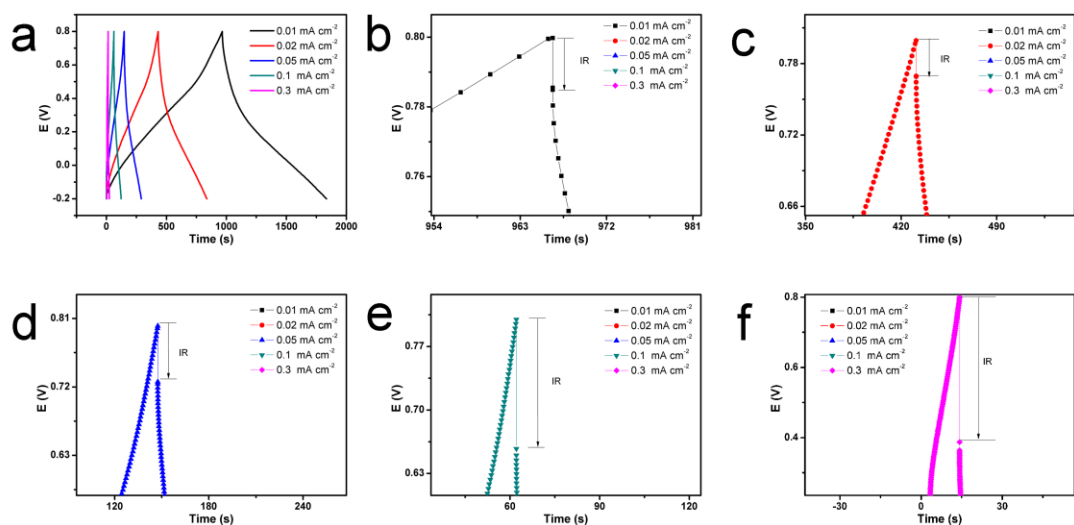 a
0.01 mA cm⁻²
0.02 mA cm⁻²
0.05 mA cm⁻²
0.1 mA cm⁻²
0.3 mA cm⁻²
0.8
0.6
0.4
0.2
0.0
-0.2
E (V)
0 500 1000 1500 2000
Time (s)
b
0.01 mA cm⁻²
0.02 mA cm⁻²
0.05 mA cm⁻²
0.1 mA cm⁻²
0.3 mA cm⁻²
IR
0.80
0.78
0.76
E (V)
954 963 972 981
Time (s)
c
0.01 mA cm⁻²
0.02 mA cm⁻²
0.05 mA cm⁻²
0.1 mA cm⁻²
0.3 mA cm⁻²
IR
0.78
0.72
0.66
E (V)
350 420 490
Time (s)
d
0.01 mA cm⁻²
0.02 mA cm⁻²
0.05 mA cm⁻²
0.1 mA cm⁻²
0.3 mA cm⁻²
IR
0.81
0.72
0.63
E (V)
120 180 240
Time (s)
e
0.01 mA cm⁻²
0.02 mA cm⁻²
0.05 mA cm⁻²
0.1 mA cm⁻²
0.3 mA cm⁻²
IR
0.77
0.70
0.63
E (V)
60 90 120
Time (s)
f
0.01 mA cm⁻²
0.02 mA cm⁻²
0.05 mA cm⁻²
0.1 mA cm⁻²
0.3 mA cm⁻²
IR
0.8
0.4
E (V)
-30 0 30
Time (s)